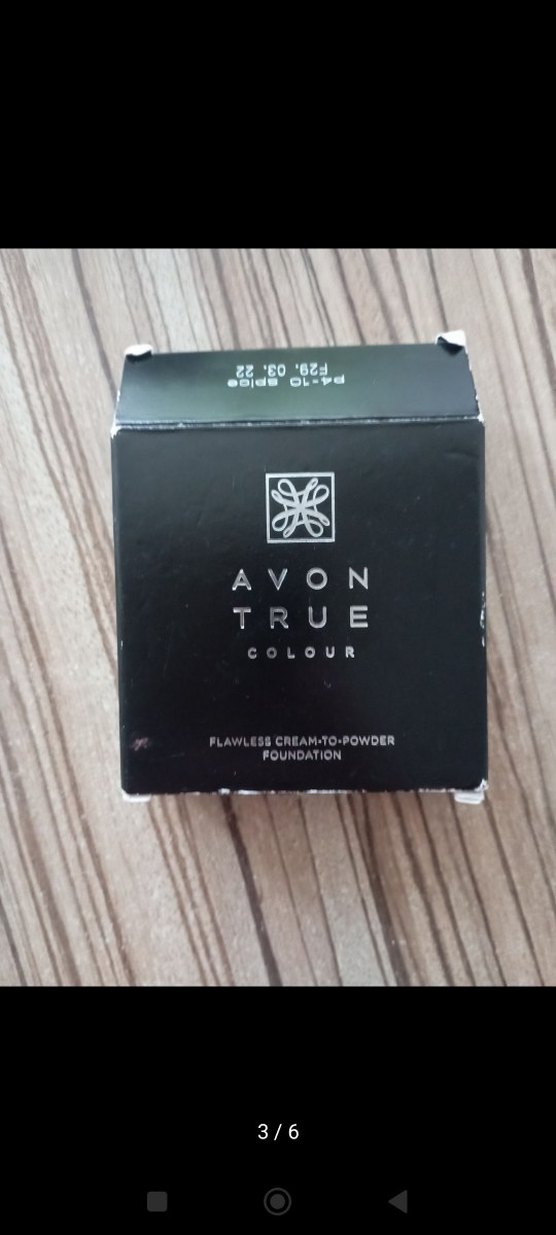 p4-10 spice
F29. 03. 22
AVON
TRUE
COLOUR
FLAWLESS CREAM-TO-POWDER
FOUNDATION
3 / 6